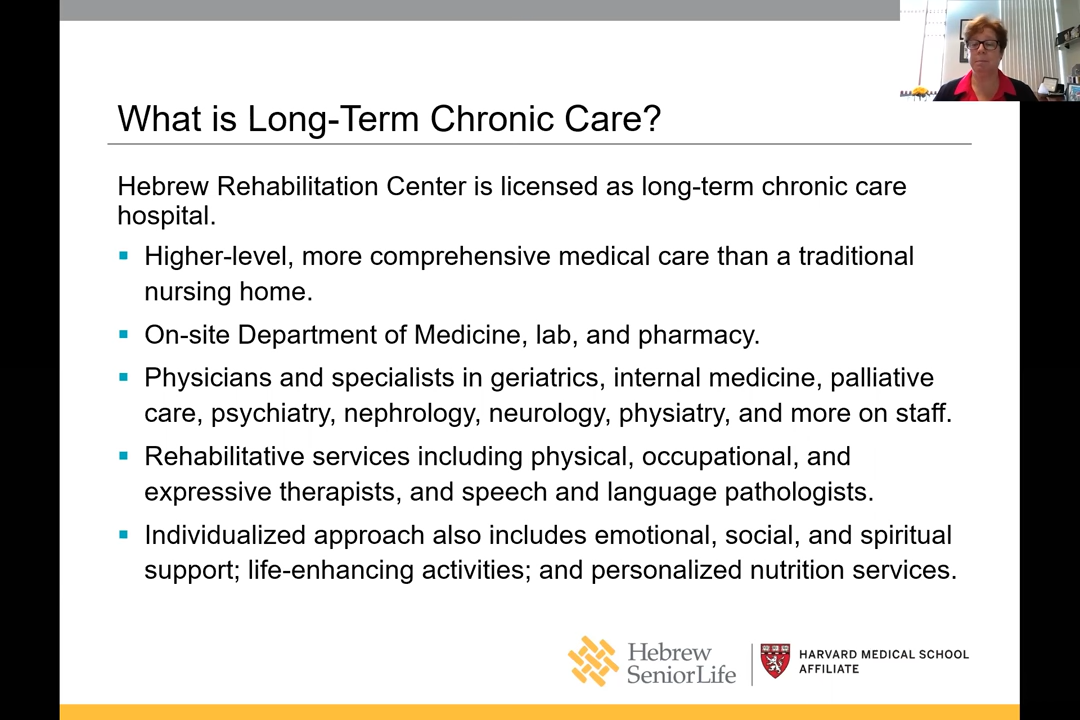 What is Long-Term Chronic Care?
Hebrew Rehabilitation Center is licensed as long-term chronic care
hospital.
Higher-level, more comprehensive medical care than a traditional
nursing home.
On-site Department of Medicine, lab, and pharmacy.
Physicians and specialists in geriatrics, internal medicine, palliative
care, psychiatry, nephrology, neurology, physiatry, and more on staff.
Rehabilitative services including physical, occupational, and
expressive therapists, and speech and language pathologists.
Individualized approach also includes emotional, social, and spiritual
support; life-enhancing activities; and personalized nutrition services.
Hebrew
SeniorLife
HARVARD MEDICAL SCHOOL
AFFILIATE